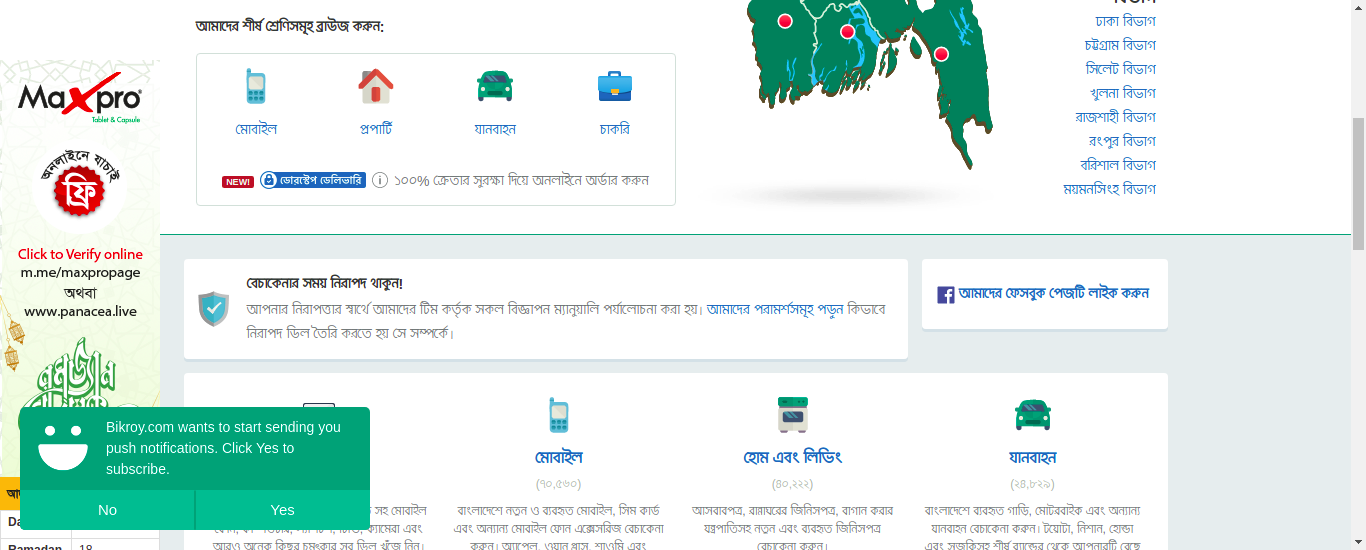 আমাদের শীর্ষ শ্রেণিসমূহ ব্রাউজ করুন:
মোবাইল
প্রপার্টি
যানবাহন
চাকরি
NEW! ডোরস্টেপ ডেলিভারি i ১০০% ক্রেতার সুরক্ষা দিয়ে অনলাইনে অর্ডার করুন
ঢাকা বিভাগ
চট্টগ্রাম বিভাগ
সিলেট বিভাগ
খুলনা বিভাগ
রাজশাহী বিভাগ
রংপুর বিভাগ
বরিশাল বিভাগ
ময়মনসিংহ বিভাগ
Maxpro
Tablet & Capsule
অনলাইনে যাচাই
ফ্রি
Click to Verify online
m.me/maxpropage
অথবা
www.panacea.live
বেচাকেনার সময় নিরাপদ থাকুন!
আপনার নিরাপত্তার স্বার্থে আমাদের টিম কর্তৃক সকল বিজ্ঞাপন ম্যানুয়ালি পর্যালোচনা করা হয়। আমাদের পরামর্শসমূহ পড়ুন কিভাবে
নিরাপদ ডিল তৈরি করতে হয় সে সম্পর্কে।
আমাদের ফেসবুক পেজটি লাইক করুন
Bikroy.com wants to start sending you
push notifications. Click Yes to
subscribe.
No
Yes
Ramadan
18
সহ মোবাইল
ক্যামেরা এবং
আরও অনেক কিছুর চমৎকার সব ডিল খুঁজে নিন।
মোবাইল
(৭০,৫৬০)
বাংলাদেশে নতুন ও ব্যবহৃত মোবাইল, সিম কার্ড
এবং অন্যান্য মোবাইল ফোন এক্সেসরিজ বেচাকেনা
করুন। অ্যাপেল, ওয়ান প্লাস, শাওমি এবং
হোম এবং লিভিং
(৪০,২২২)
আসবাবপত্র, রান্নাঘরের জিনিসপত্র, বাগান করার
যন্ত্রপাতিসহ নতুন এবং ব্যবহৃত জিনিসপত্র
বেচাকেনা করুন।
যানবাহন
(২৪,৮২৯)
বাংলাদেশে ব্যবহৃত গাড়ি, মোটরবাইক এবং অন্যান্য
যানবাহন বেচাকেনা করুন। টয়োটা, নিশান, হোন্ডা
এবং সুজুকিসহ শীর্ষ ব্র্যান্ডের থেকে আপনারটি বেছে